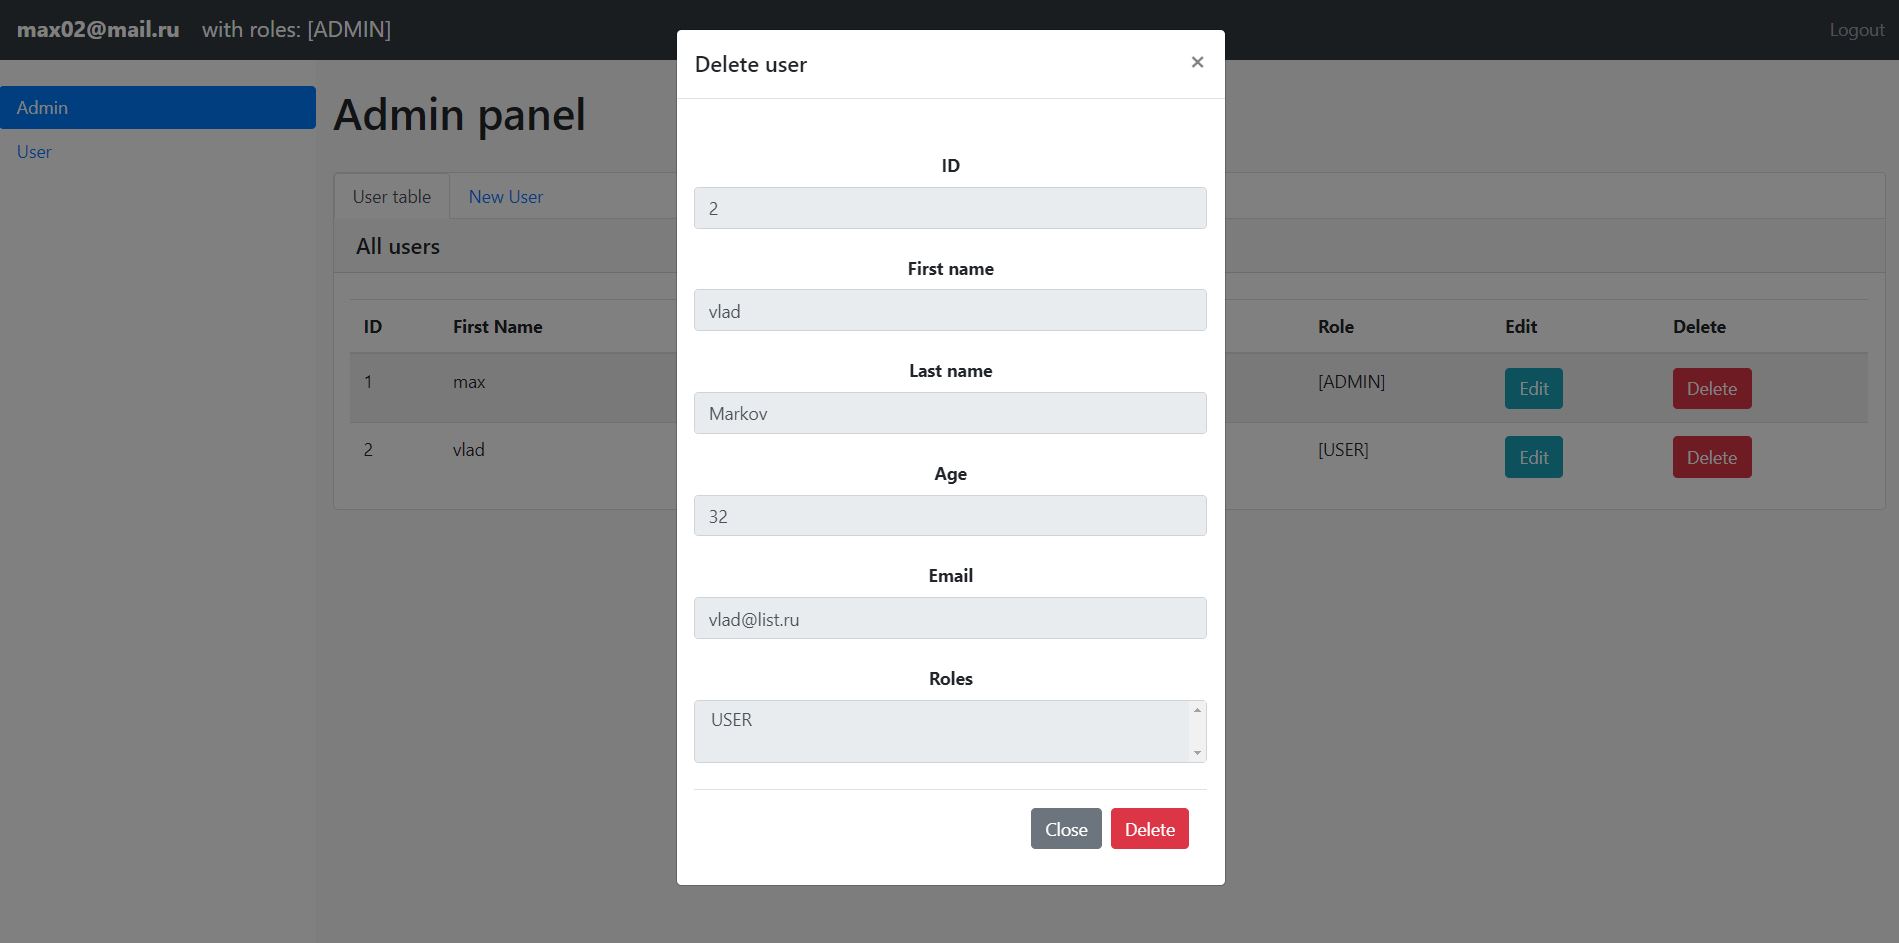 max02@mail.ru with roles: [ADMIN] Logout
Admin
User
Admin panel
User table New User
All users
ID First Name Role Edit Delete
1 max [ADMIN] Edit Delete
2 vlad [USER] Edit Delete
Delete user ×
ID
2
First name
vlad
Last name
Markov
Age
32
Email
vlad@list.ru
Roles
USER
Close Delete